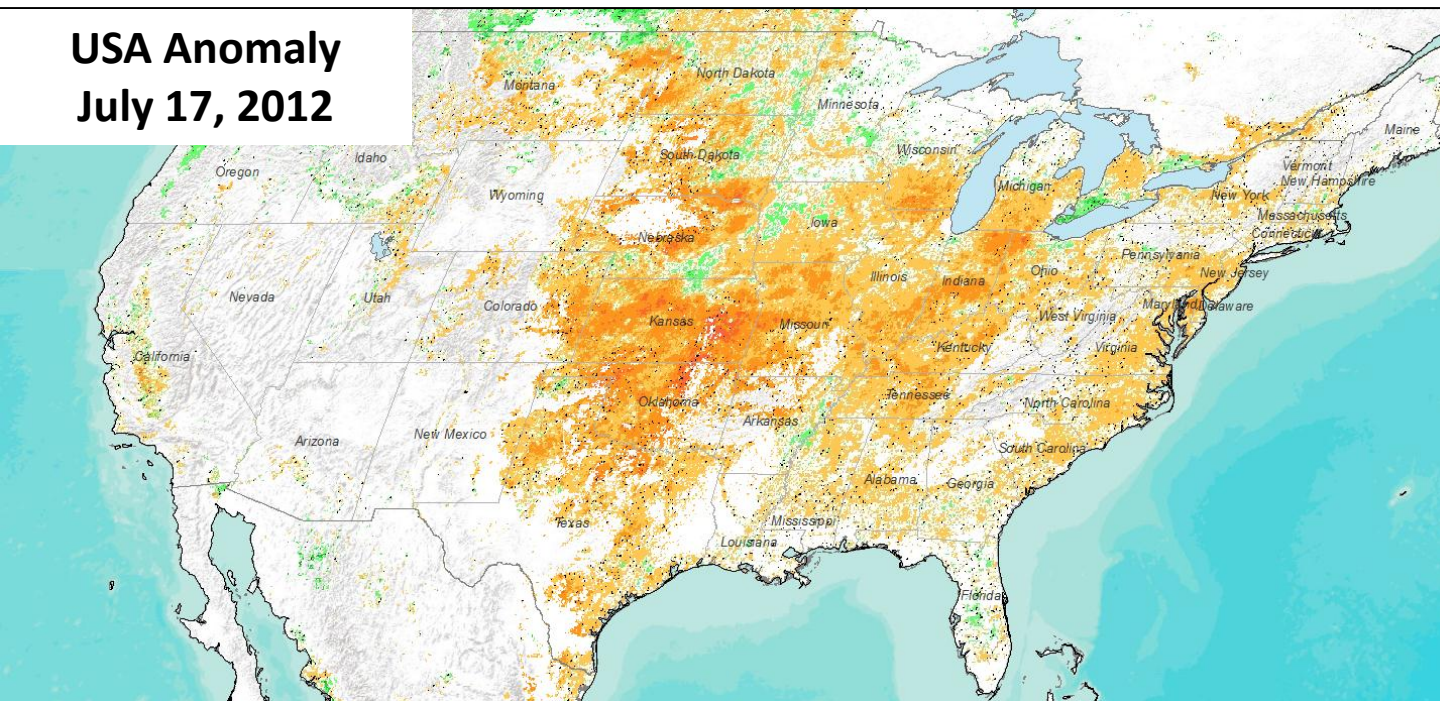 USA Anomaly
July 17, 2012
Montana
North Dakota
Minnesota
Maine
Idaho
Oregon
South Dakota
Wisconsin
Vermont
Wyoming
Michigan
New York
New Hampshire
Massachusetts
Iowa
Nebraska
Connecticut
Pennsylvania
Nevada
Utah
Colorado
Illinois
Indiana
Ohio
New Jersey
Maryland
Delaware
Kansas
Missouri
West Virginia
California
Kentucky
Virginia
Oklahoma
Tennessee
North Carolina
Arizona
New Mexico
Arkansas
South Carolina
Alabama
Georgia
Texas
Mississippi
Louisiana
Florida